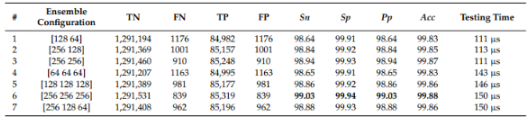 # Ensemble Configuration TN FN TP FP Sn Sp Pp Acc Testing Time
1 [128 64] 1,291,194 1176 84,982 1176 98.64 99.91 98.64 99.83 111 µs
2 [256 128] 1,291,369 1001 85,157 1001 98.84 99.92 98.84 99.85 113 µs
3 [256 256] 1,291,460 910 85,248 910 98.94 99.93 98.94 99.87 111 µs
4 [64 64 64] 1,291,207 1163 84,995 1163 98.65 99.91 98.65 99.83 143 µs
5 [128 128 128] 1,291,389 981 85,177 981 98.86 99.92 98.86 99.86 146 µs
6 [256 256 256] 1,291,531 839 85,319 839 99.03 99.94 99.03 99.88 150 µs
7 [256 128 64] 1,291,408 962 85,196 962 98.88 99.93 98.88 99.86 150 µs